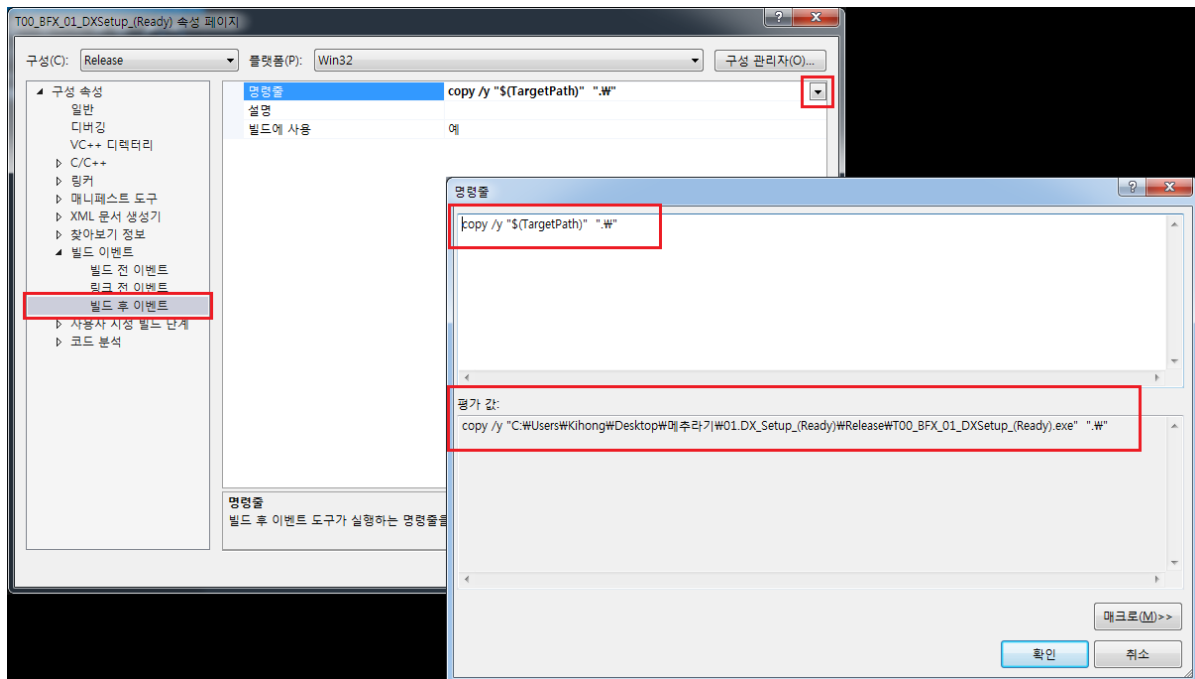 T00_BFX_01_DXSetup_(Ready) 속성 페이지
구성(C): Release 플랫폼(P): Win32 구성 관리자(O)...
구성 속성
일반
디버깅
VC++ 디렉터리
C/C++
링커
매니페스트 도구
XML 문서 생성기
찾아보기 정보
빌드 이벤트
빌드 전 이벤트
링크 전 이벤트
빌드 후 이벤트
사용자 지정 빌드 단계
코드 분석
명령줄 copy /y "$(TargetPath)" ".₩"
설명
빌드에 사용 예
명령줄
빌드 후 이벤트 도구가 실행하는 명령줄을
명령줄
copy /y "$(TargetPath)" ".₩"
평가 값:
copy /y "C:₩Users₩Kihong₩Desktop₩메추라기₩01.DX_Setup_(Ready)₩Release₩T00_BFX_01_DXSetup_(Ready).exe" ".₩"
매크로(M)>>
확인 취소